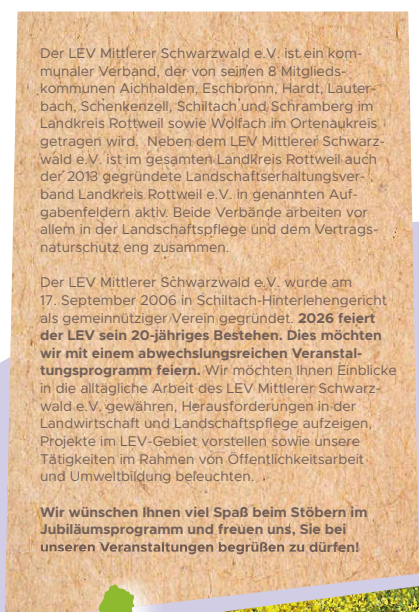 Der LEV Mittlerer Schwarzwald e.V. ist ein kom-
munaler Verband, der von seinen 8 Mitglieds-
kommunen Aichhalden, Eschbronn, Hardt, Lauter-
bach, Schenkenzell, Schiltach und Schramberg im
Landkreis Rottweil sowie Wolfach im Ortenaukreis
getragen wird. Neben dem LEV Mittlerer Schwarz-
wald e.V. ist im gesamten Landkreis Rottweil auch
der 2013 gegründete Landschaftserhaltungsver-
band Landkreis Rottweil e.V. in genannten Auf-
gabenfeldern aktiv. Beide Verbände arbeiten vor
allem in der Landschaftspflege und dem Vertrags-
naturschutz eng zusammen.

Der LEV Mittlerer Schwarzwald e.V. wurde am
17. September 2006 in Schiltach-Hinterlehengericht
als gemeinnütziger Verein gegründet. 2026 feiert
der LEV sein 20-jähriges Bestehen. Dies möchten
wir mit einem abwechslungsreichen Veranstal-
tungsprogramm feiern. Wir möchten Ihnen Einblicke
in die alltägliche Arbeit des LEV Mittlerer Schwarz-
wald e.V. gewähren, Herausforderungen in der
Landwirtschaft und Landschaftspflege aufzeigen,
Projekte im LEV-Gebiet vorstellen sowie unsere
Tätigkeiten im Rahmen von Öffentlichkeitsarbeit
und Umweltbildung beleuchten.

Wir wünschen Ihnen viel Spaß beim Stöbern im
Jubiläumsprogramm und freuen uns, Sie bei
unseren Veranstaltungen begrüßen zu dürfen!